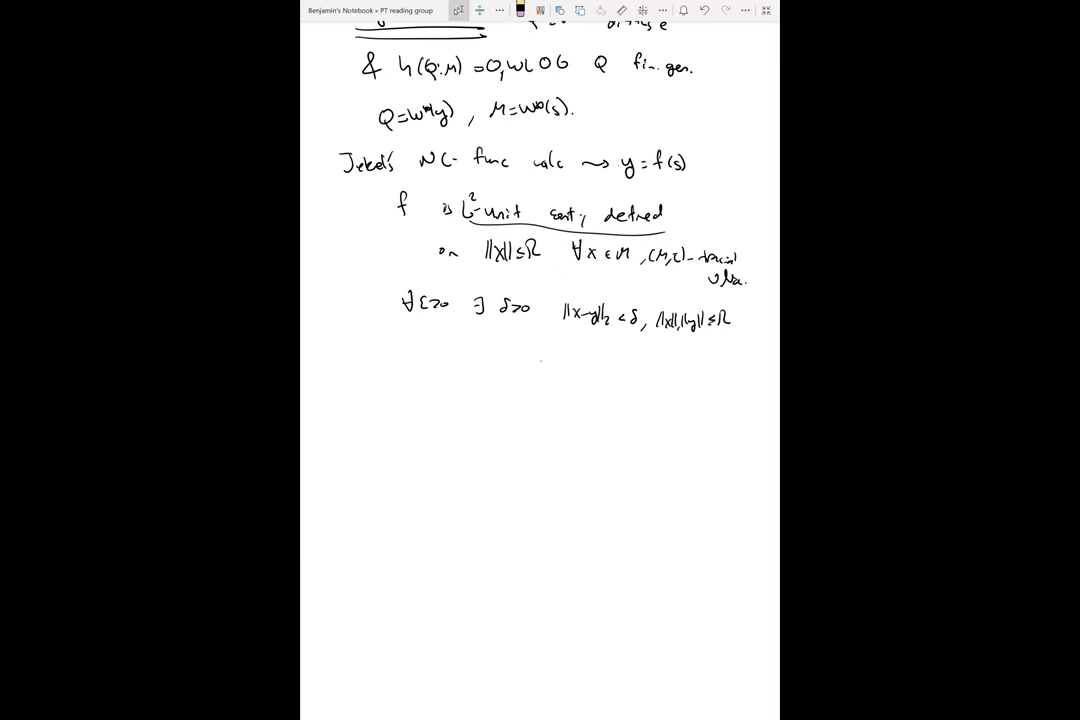 Benjamin's Notebook » PT reading group
& h(Q:M) = 0, WLOG Q fin. gen.
Q = W*(y), M = W*(s).
Jekel's NC- func calc ⇝ y = f(s)
f is L²-unif cont, defined
on ||x|| ≤ R ∀x ∈ M, (M,τ) - tracial
vNa.
∀ε>0 ∃ δ>0 ||x-y||₂ < δ, ||x||,||y|| ≤ R